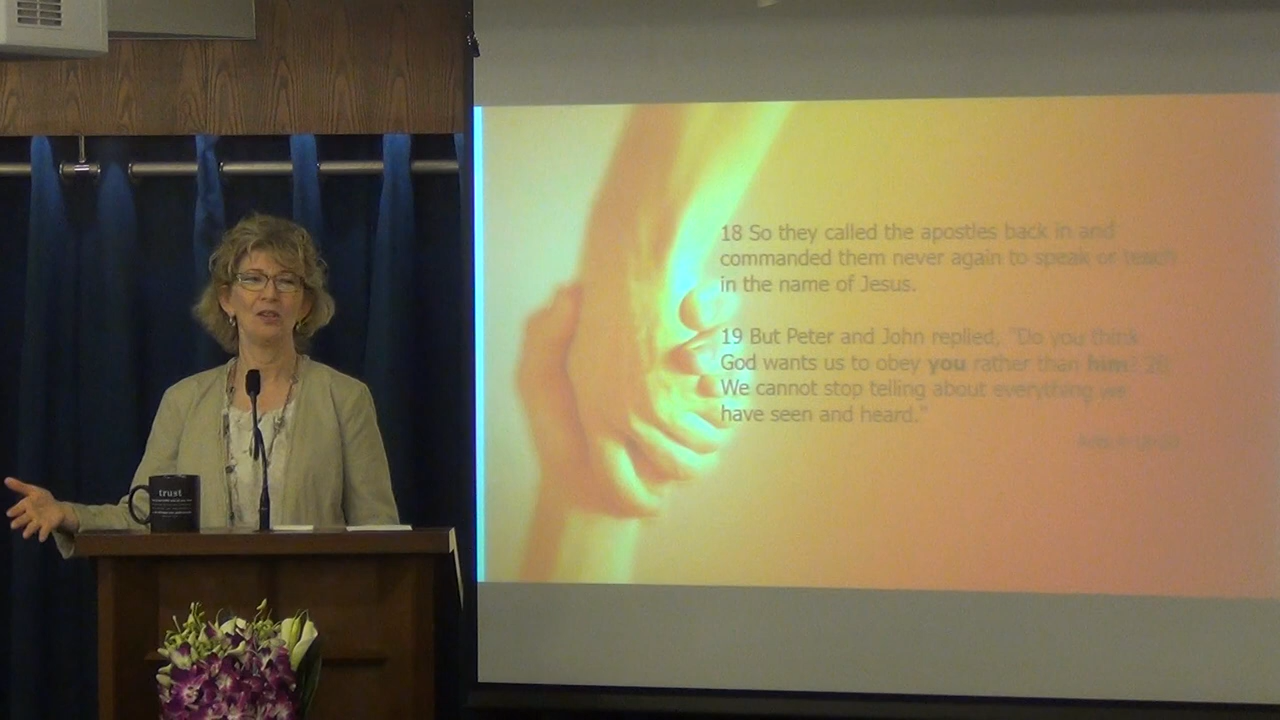 18 So they called the apostles back in and
commanded them never again to speak or teach
in the name of Jesus.
19 But Peter and John replied, "Do you think
God wants us to obey you rather than him? 20
We cannot stop telling about everything we
have seen and heard."
trust